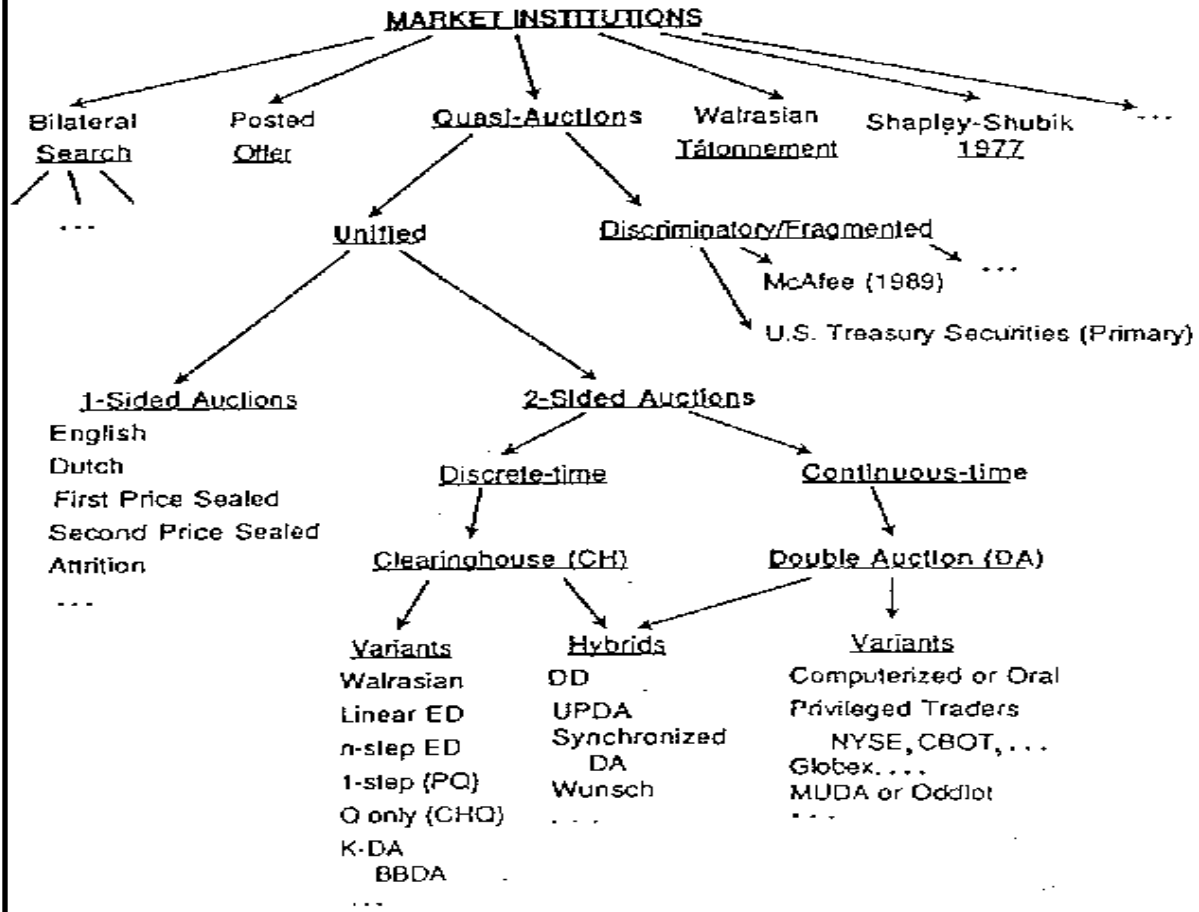 MARKET INSTITUTIONS
Bilateral
Search
Posted
Offer
Quasi-Auctions
Walrasian
Tâtonnement
Shapley-Shubik
1977
...
...
Unified
Discriminatory/Fragmented
McAfee (1989)
...
U.S. Treasury Securities (Primary)
1-Sided Auctions
English
Dutch
First Price Sealed
Second Price Sealed
Attrition
...
2-Sided Auctions
Discrete-time
Continuous-time
Clearinghouse (CH)
Double Auction (DA)
Variants
Walrasian
Linear ED
n-step ED
1-step (PQ)
Q only (CHQ)
K-DA
BBDA
...
Hybrids
DD
UPDA
Synchronized
DA
Wunsch
...
Variants
Computerized or Oral
Privileged Traders
NYSE, CBOT, ...
Globex....
MUDA or Oddlot
...